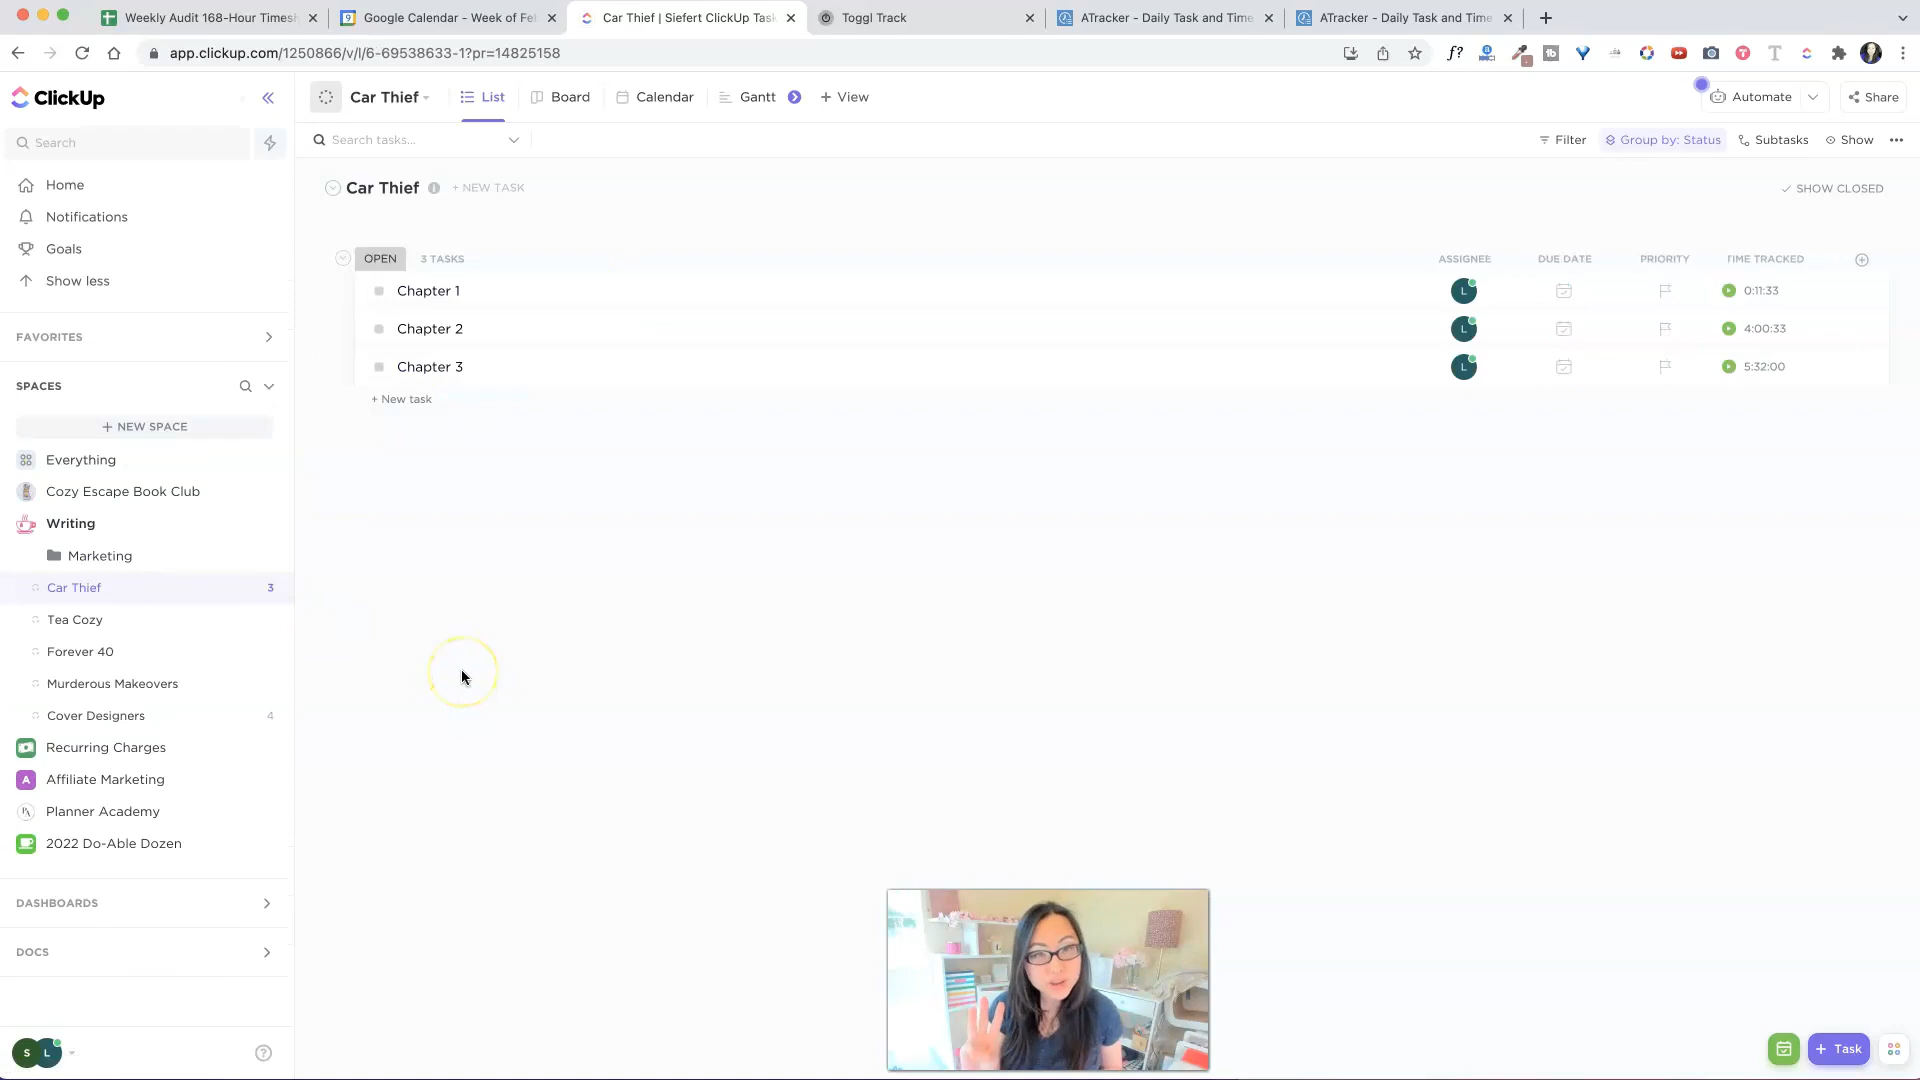 Weekly Audit 168-Hour Timesh
Google Calendar - Week of Fe
Car Thief | Siefert ClickUp Task
Toggl Track
ATracker - Daily Task and Time
ATracker - Daily Task and Time
app.clickup.com/1250866/v/l/6-69538633-1?pr=14825158
ClickUp
Car Thief
List
Board
Calendar
Gantt
+ View
Automate
Share
Search
Search tasks...
Filter
Group by: Status
Subtasks
Show
Home
Notifications
Goals
Show less
FAVORITES
SPACES
+ NEW SPACE
Everything
Cozy Escape Book Club
Writing
Marketing
Car Thief 3
Tea Cozy
Forever 40
Murderous Makeovers
Cover Designers 4
Recurring Charges
A Affiliate Marketing
Planner Academy
2022 Do-Able Dozen
DASHBOARDS
DOCS
S L
Car Thief + NEW TASK
SHOW CLOSED
OPEN 3 TASKS ASSIGNEE DUE DATE PRIORITY TIME TRACKED
Chapter 1 L 0:11:33
Chapter 2 L 4:00:33
Chapter 3 L 5:32:00
+ New task
+ Task